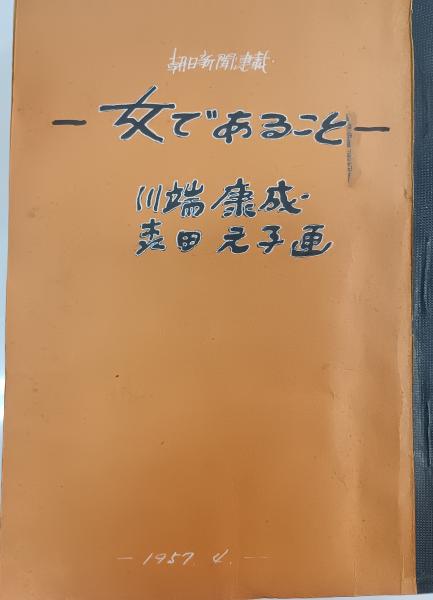 朝日新聞連載・
—女であること—
川端康成・
森田元子画
—1957. 4.—